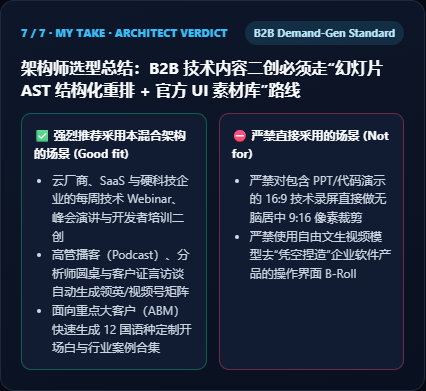 7 / 7 · MY TAKE · ARCHITECT VERDICT
B2B Demand-Gen Standard
架构师选型总结：B2B 技术内容二创必须走“幻灯片
AST 结构化重排 + 官方 UI 素材库”路线
✅ 强烈推荐采用本混合架构
的场景 (Good fit)
• 云厂商、SaaS 与硬科技企
业的每周技术 Webinar、
峰会演讲与开发者培训二
创
• 高管播客（Podcast）、分
析师圆桌与客户证言访谈
自动生成领英/视频号矩阵
• 面向重点大客户（ABM）
快速生成 12 国语种定制开
场白与行业案例合集
⛔ 严禁直接采用的场景 (Not
for)
• 严禁对包含 PPT/代码演示
的 16:9 技术录屏直接做无
脑居中 9:16 像素裁剪
• 严禁使用自由文生视频模
型去“凭空捏造”企业软件产
品的操作界面 B-Roll